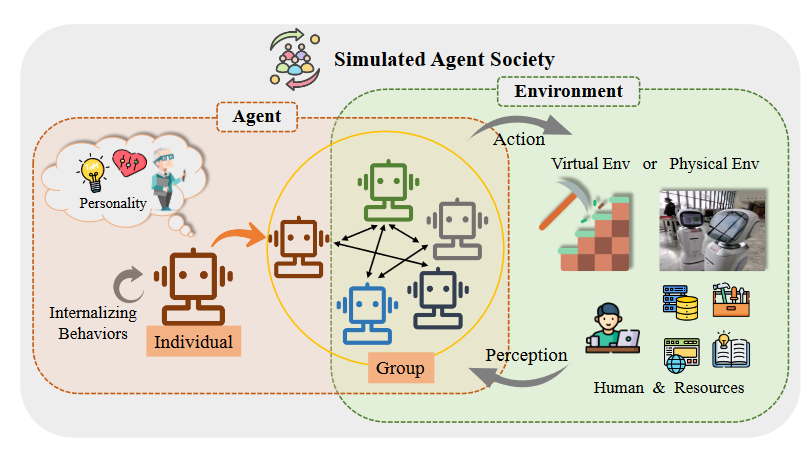 Simulated Agent Society
Environment
Agent
Action
Virtual Env or Physical Env
Personality
Internalizing
Behaviors
Individual
Group
Perception
Human & Resources